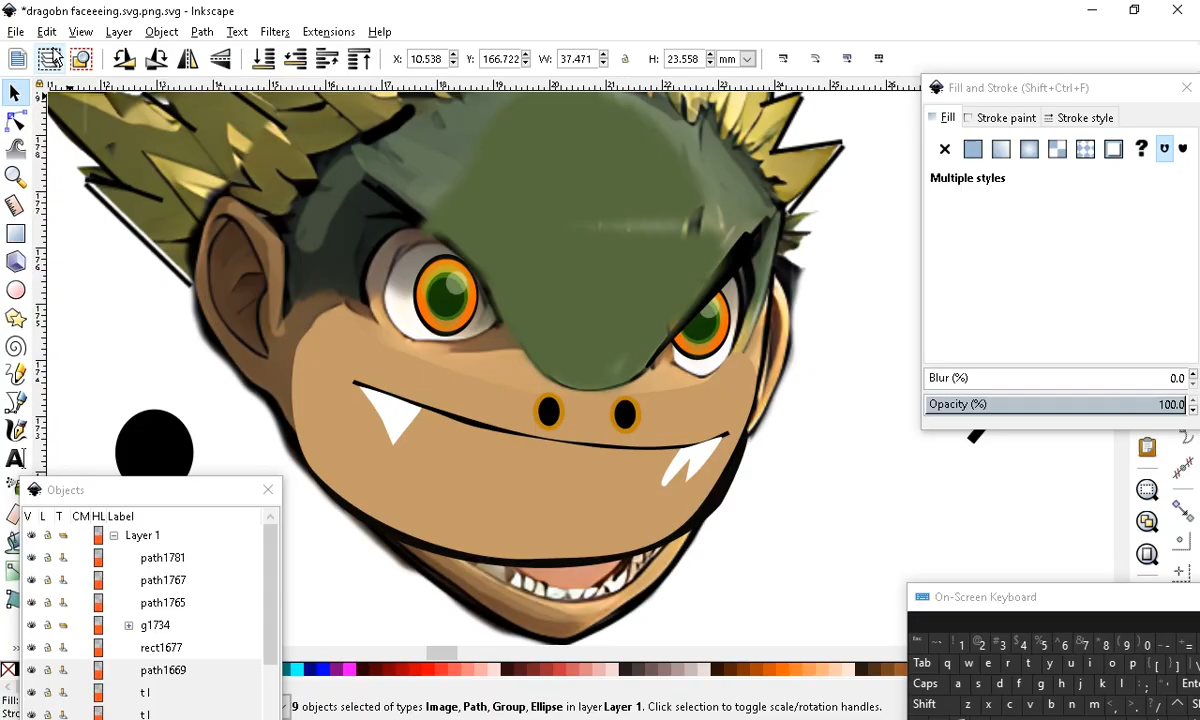 *dragobn faceeeing.svg.png.svg - Inkscape
File Edit View Layer Object Path Text Filters Extensions Help
X: 10.538 Y: 166.722 W: 37.471 H: 23.558 mm
Fill and Stroke (Shift+Ctrl+F)
Fill Stroke paint Stroke style
Multiple styles
Blur (%) 0.0
Opacity (%) 100.0
Objects
V L T CM HL Label
Layer 1
path1781
path1767
path1765
g1734
rect1677
path1669
t l
t l
On-Screen Keyboard
Tab q w e r t y u i o p
Caps a s d f g h j k l
Shift z x c v b n m
Fill:
9 objects selected of types Image, Path, Group, Ellipse in layer Layer 1. Click selection to toggle scale/rotation handles.